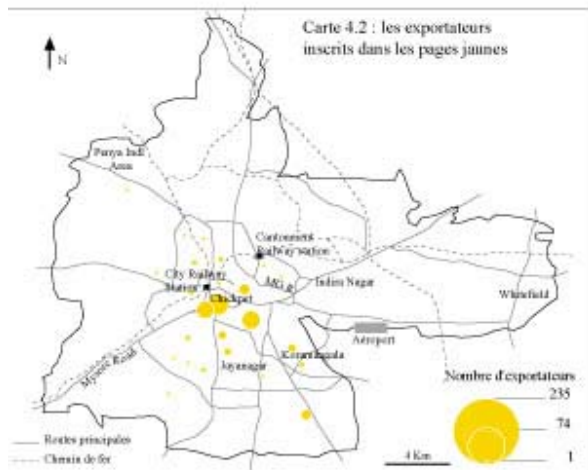 Carte 4.2 : les exportateurs
inscrits dans les pages jaunes
N
Penya Indl
Area
Cantonment
Railway station
City Railway
Station
MG R
Indira Nagar
Chickpet
Whitefield
Aéroport
Koramangala
Jayanagar
Mysore Road
Nombre d'exportateurs
235
74
1
Routes principales
Chemin de fer
4 Km